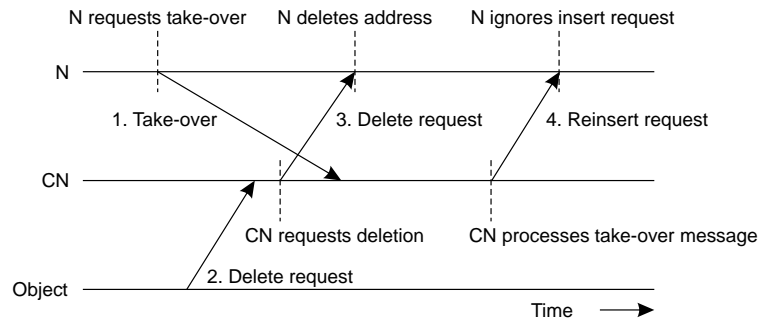 N requests take-over
N deletes address
N ignores insert request
N
1. Take-over
3. Delete request
4. Reinsert request
CN
CN requests deletion
CN processes take-over message
2. Delete request
Object
Time